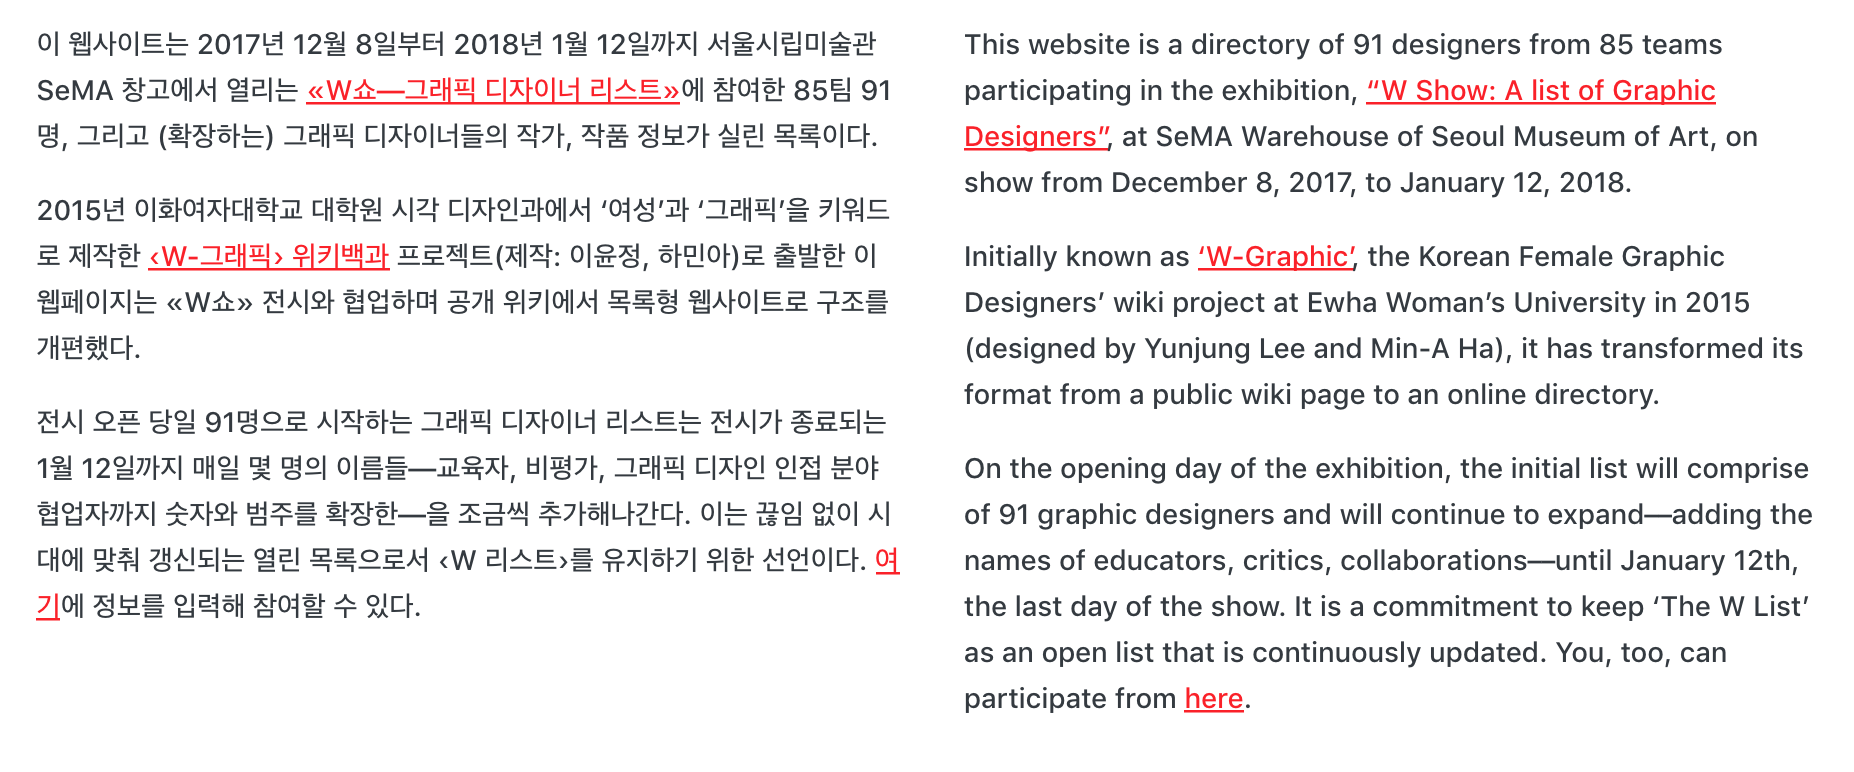 이 웹사이트는 2017년 12월 8일부터 2018년 1월 12일까지 서울시립미술관
SeMA 창고에서 열리는 «W쇼—그래픽 디자이너 리스트»에 참여한 85팀 91
명, 그리고 (확장하는) 그래픽 디자이너들의 작가, 작품 정보가 실린 목록이다.
2015년 이화여자대학교 대학원 시각 디자인과에서 ‘여성’과 ‘그래픽’을 키워드
로 제작한 ‹W-그래픽› 위키백과 프로젝트(제작: 이윤정, 하민아)로 출발한 이
웹페이지는 «W쇼» 전시와 협업하며 공개 위키에서 목록형 웹사이트로 구조를
개편했다.
전시 오픈 당일 91명으로 시작하는 그래픽 디자이너 리스트는 전시가 종료되는
1월 12일까지 매일 몇 명의 이름들—교육자, 비평가, 그래픽 디자인 인접 분야
협업자까지 숫자와 범주를 확장한—을 조금씩 추가해나간다. 이는 끊임 없이 시
대에 맞춰 갱신되는 열린 목록으로서 ‹W 리스트›를 유지하기 위한 선언이다. 여
기에 정보를 입력해 참여할 수 있다.
This website is a directory of 91 designers from 85 teams
participating in the exhibition, “W Show: A list of Graphic
Designers”, at SeMA Warehouse of Seoul Museum of Art, on
show from December 8, 2017, to January 12, 2018.
Initially known as ‘W-Graphic’, the Korean Female Graphic
Designers’ wiki project at Ewha Woman’s University in 2015
(designed by Yunjung Lee and Min-A Ha), it has transformed its
format from a public wiki page to an online directory.
On the opening day of the exhibition, the initial list will comprise
of 91 graphic designers and will continue to expand—adding the
names of educators, critics, collaborations—until January 12th,
the last day of the show. It is a commitment to keep ‘The W List’
as an open list that is continuously updated. You, too, can
participate from here.